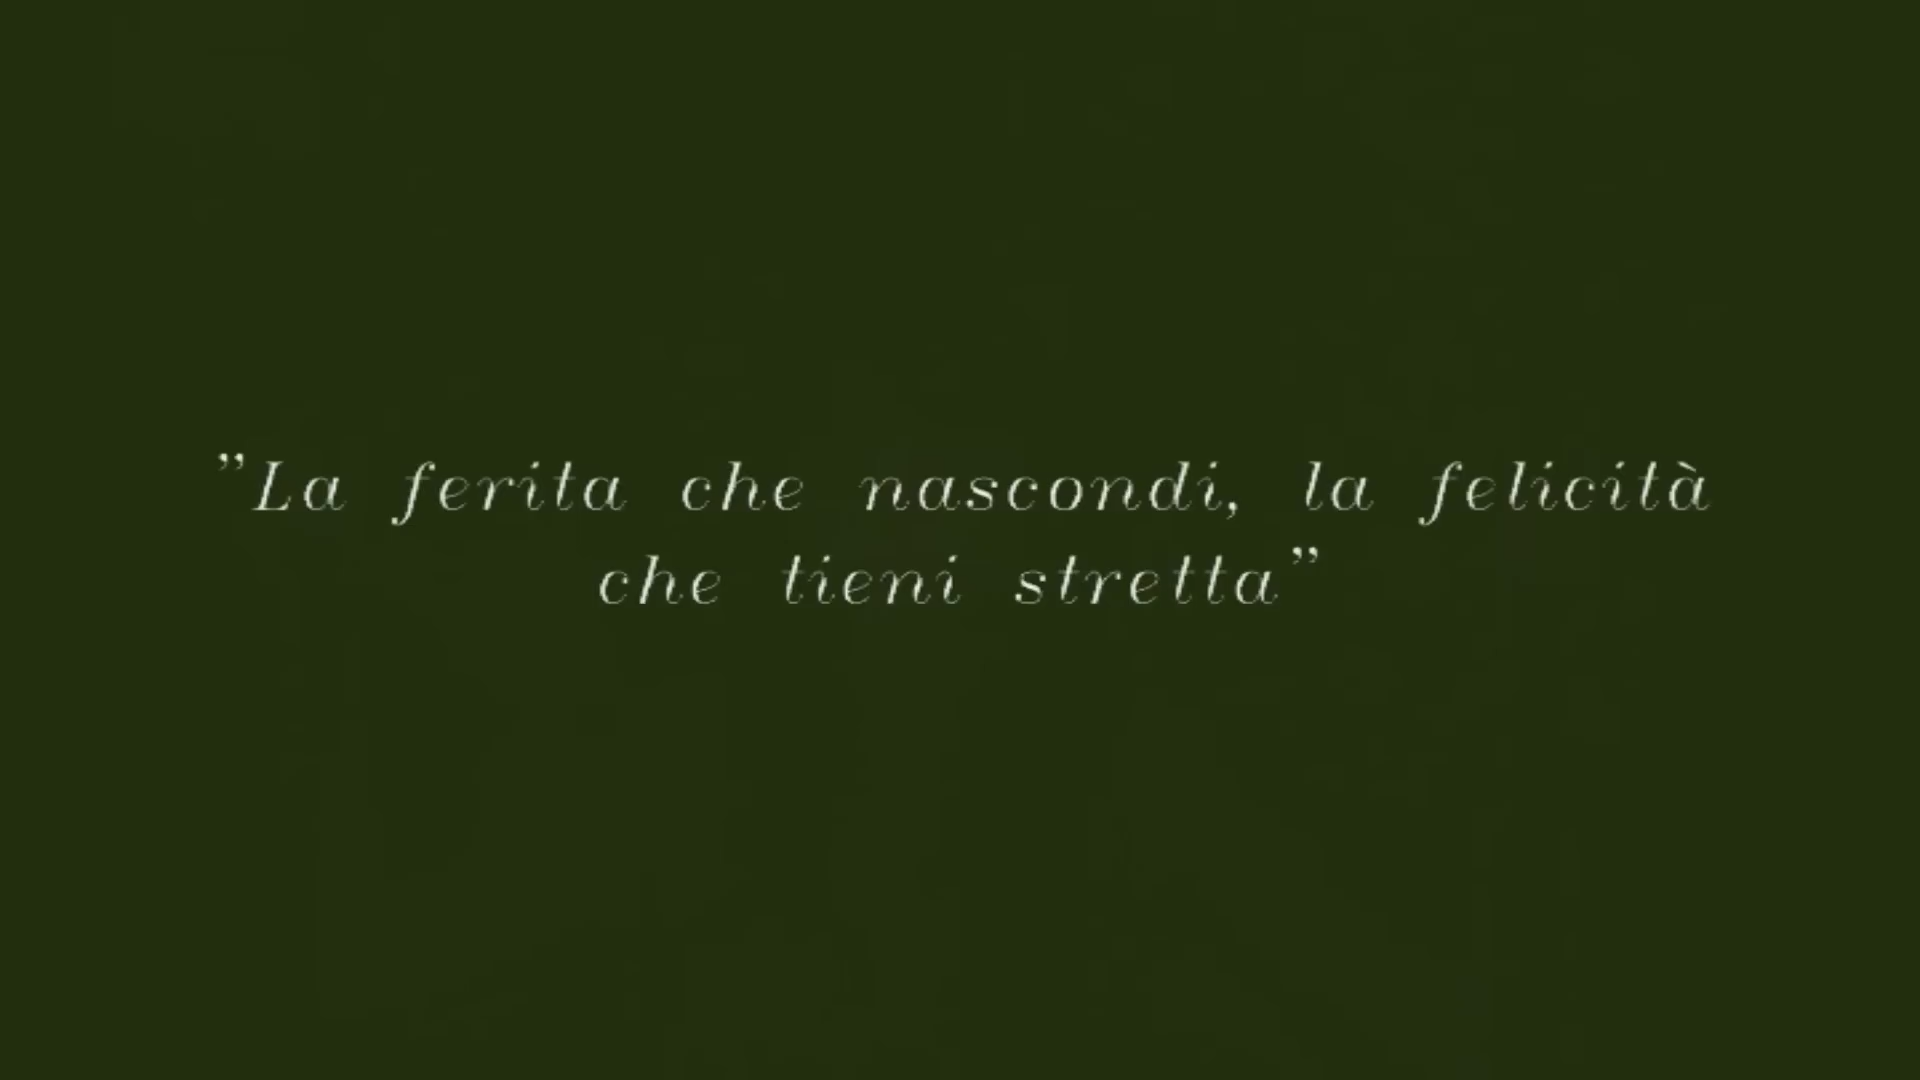 ”La ferita che nascondi, la felicità
che tieni stretta”